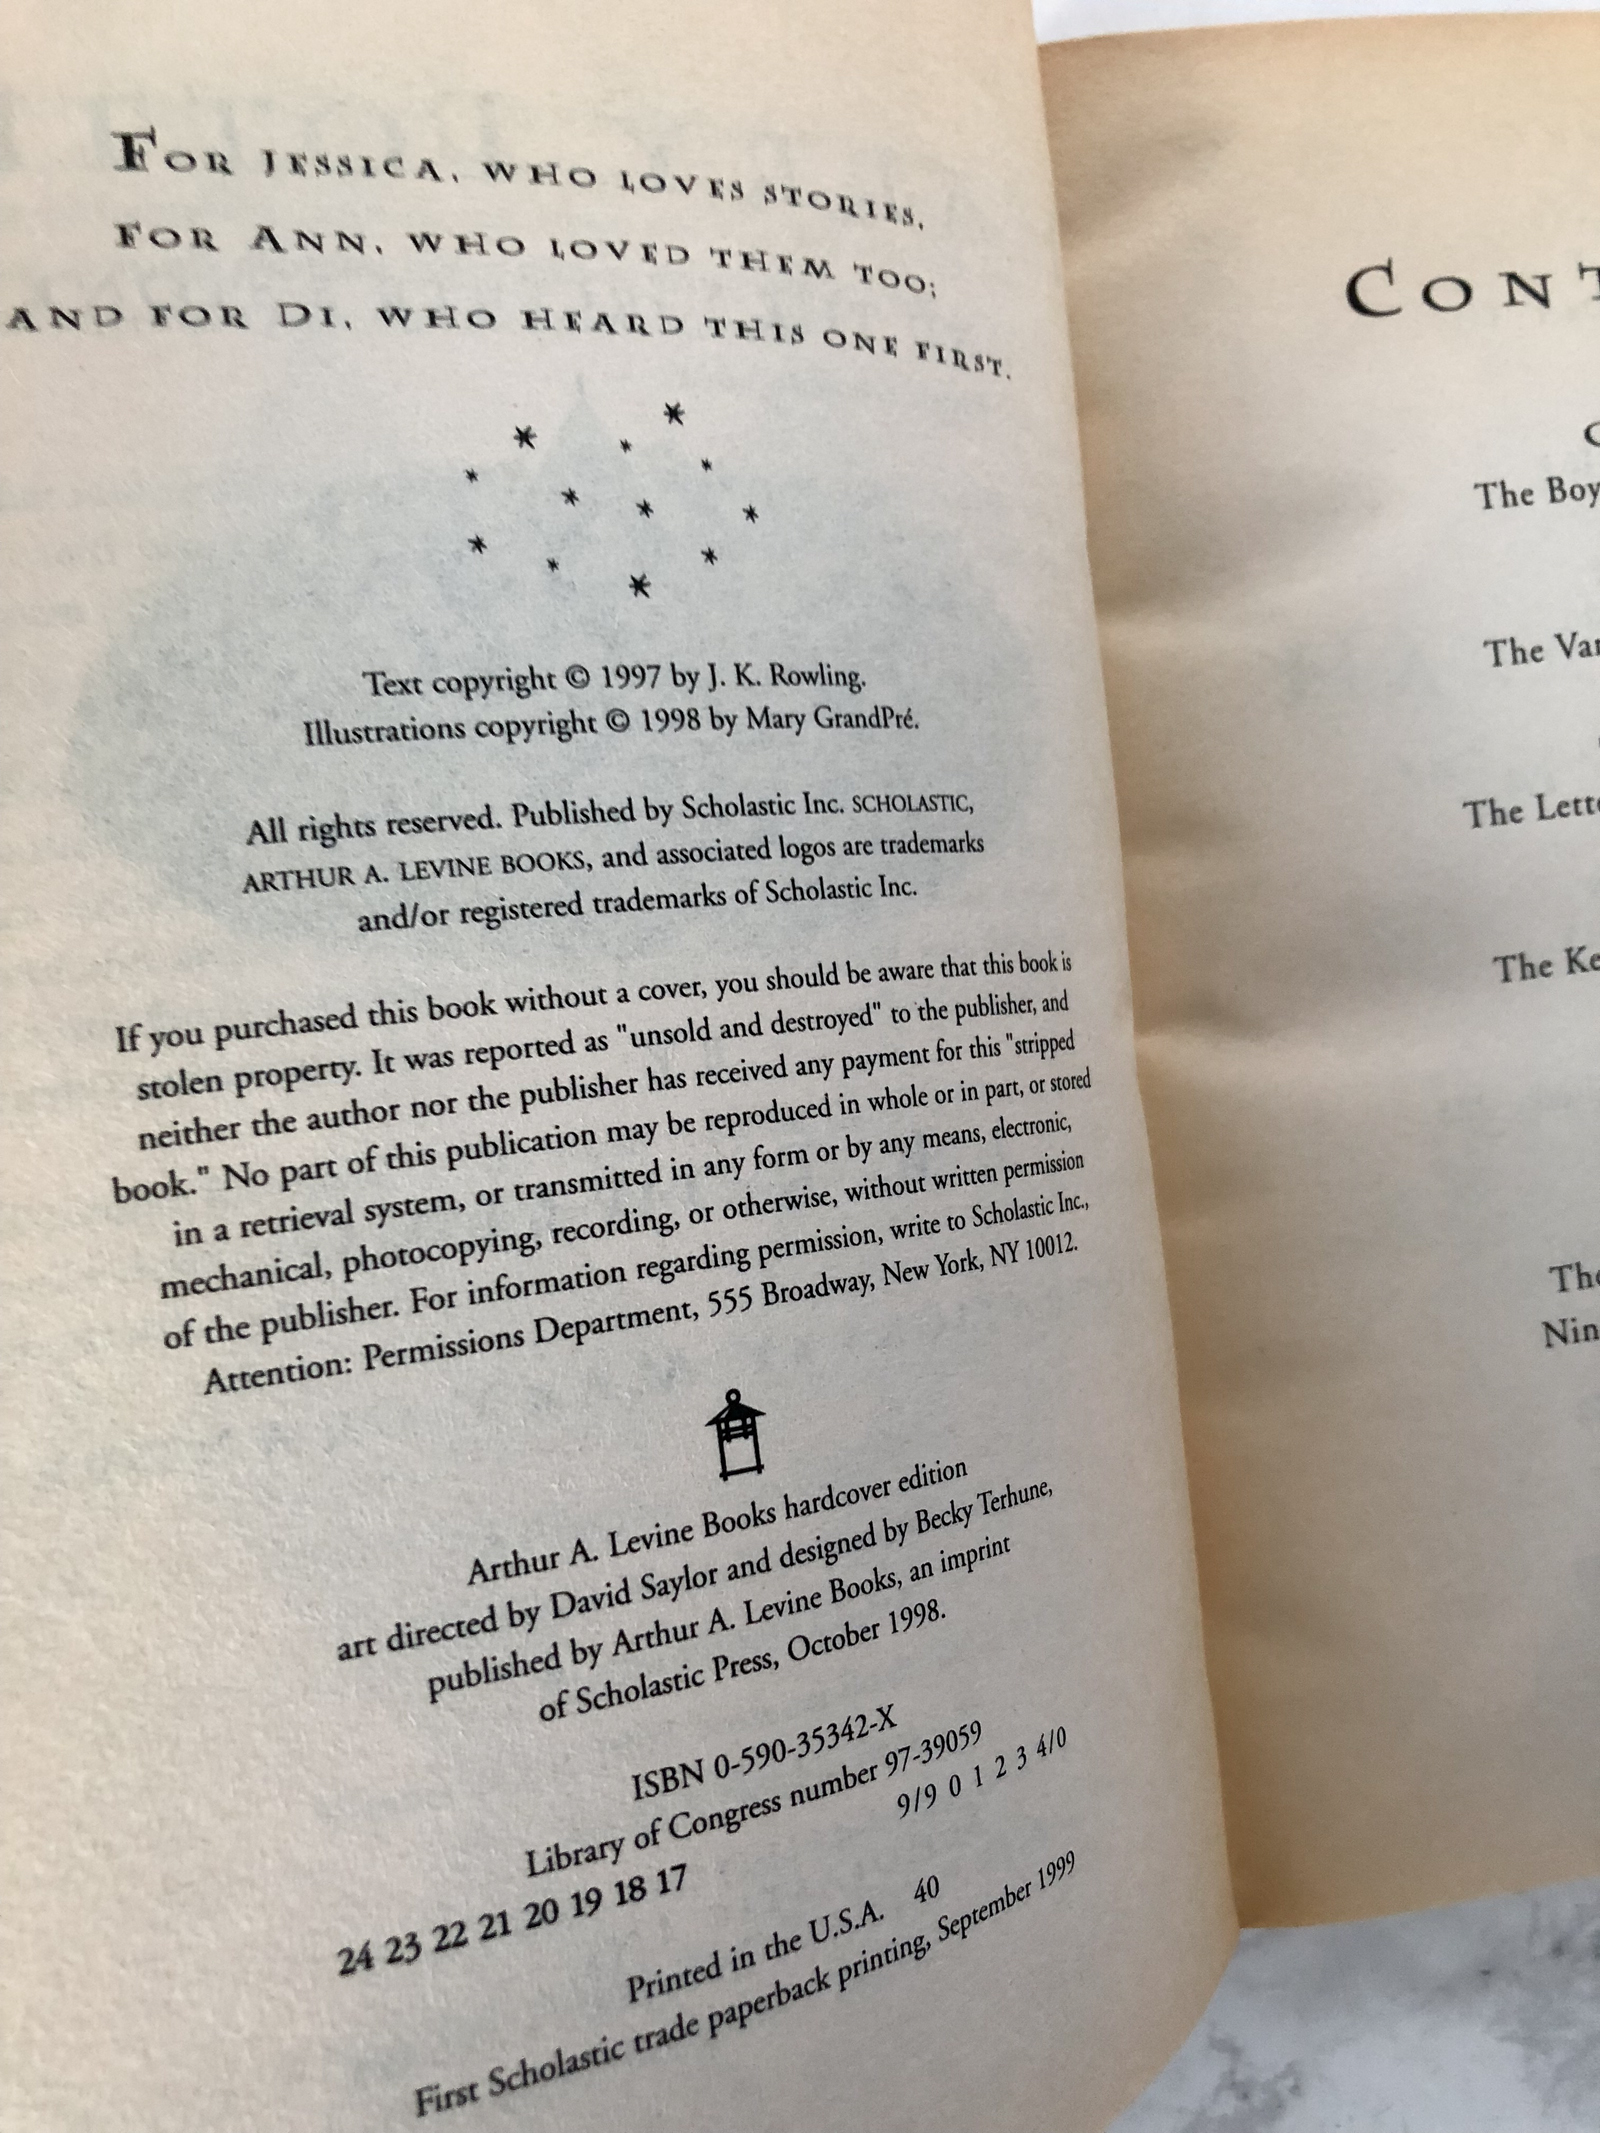 For Jessica, who loves stories,
for Ann, who loved them too;
and for Di, who heard this one first.
Text copyright © 1997 by J. K. Rowling.
Illustrations copyright © 1998 by Mary GrandPré.
All rights reserved. Published by Scholastic Inc. SCHOLASTIC,
ARTHUR A. LEVINE BOOKS, and associated logos are trademarks
and/or registered trademarks of Scholastic Inc.
If you purchased this book without a cover, you should be aware that this book is
stolen property. It was reported as "unsold and destroyed" to the publisher, and
neither the author nor the publisher has received any payment for this "stripped
book." No part of this publication may be reproduced in whole or in part, or stored
in a retrieval system, or transmitted in any form or by any means, electronic,
mechanical, photocopying, recording, or otherwise, without written permission
of the publisher. For information regarding permission, write to Scholastic Inc.,
Attention: Permissions Department, 555 Broadway, New York, NY 10012.
Arthur A. Levine Books hardcover edition
art directed by David Saylor and designed by Becky Terhune,
published by Arthur A. Levine Books, an imprint
of Scholastic Press, October 1998.
ISBN 0-590-35342-X
Library of Congress number 97-39059
24 23 22 21 20 19 18 17 9/9 0 1 2 3 4/0
Printed in the U.S.A. 40
First Scholastic trade paperback printing, September 1999
Cont
The Boy
The Van
The Lette
The Ke
The
Nin